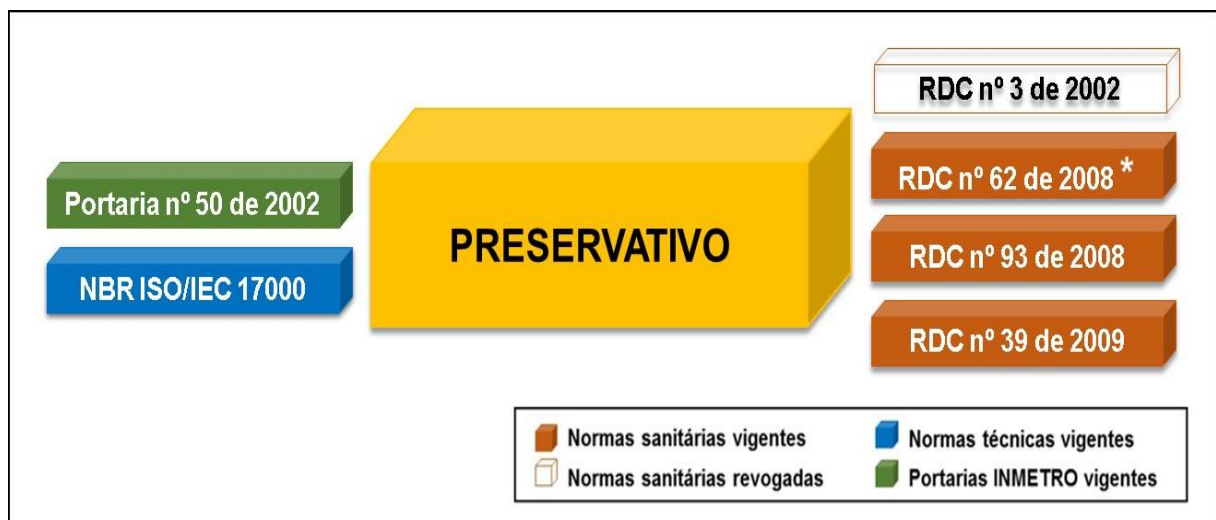 RDC nº 3 de 2002
RDC nº 62 de 2008 *
Portaria nº 50 de 2002
PRESERVATIVO
RDC nº 93 de 2008
NBR ISO/IEC 17000
RDC nº 39 de 2009
Normas sanitárias vigentes
Normas técnicas vigentes
Normas sanitárias revogadas
Portarias INMETRO vigentes